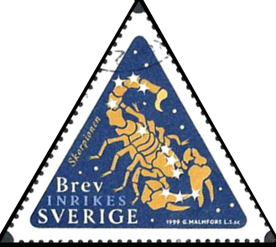 Skorpionen
Brev
INRIKES
SVERIGE
1999 G. MALMFORS L.S sc